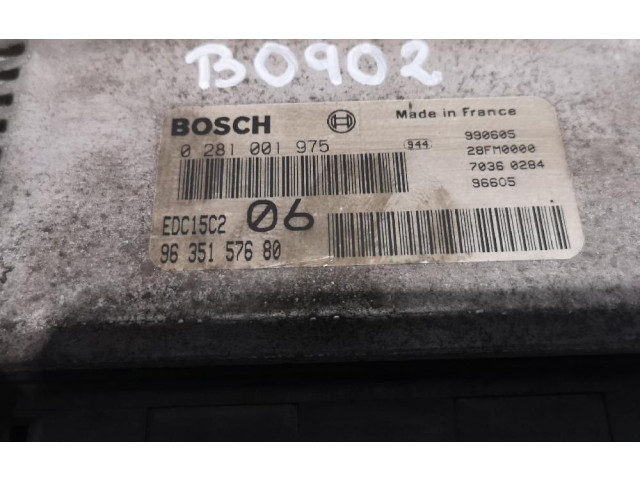 B0902
BOSCH Made in France
0 281 001 975 944 990605
28FM0000
7036 0284
96605
EDC15C2 06
96 351 576 80